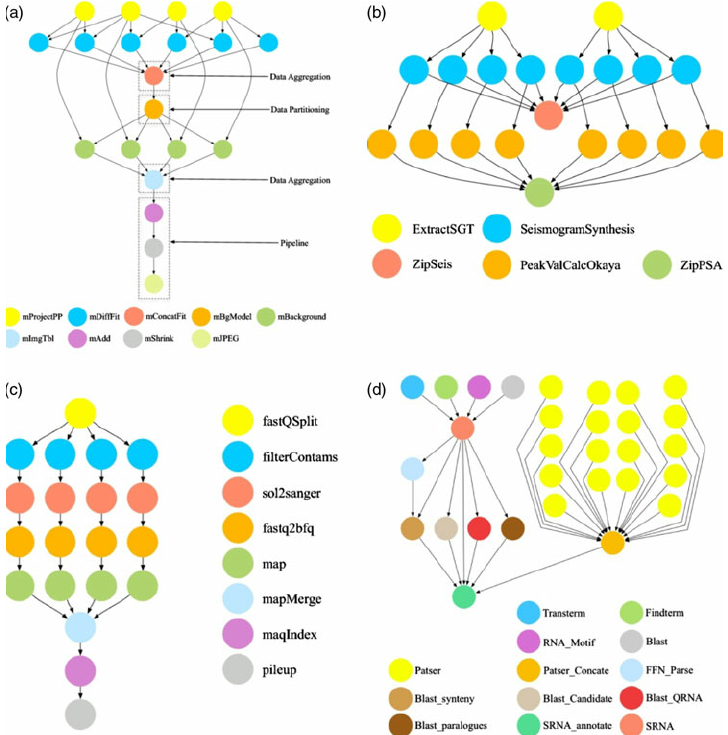 (a)
Data Aggregation
Data Partitioning
Data Aggregation
Pipeline
mProjectPP mDiffFit mConcatFit mBgModel mBackground
mImgTbl mAdd mShrink mJPEG
(b)
ExtractSGT SeismogramSynthesis
ZipSeis PeakValCalcOkaya ZipPSA
(c)
fastQSplit
filterContams
sol2sanger
fastq2bfq
map
mapMerge
maqIndex
pileup
(d)
Transterm Findterm
RNA_Motif Blast
Patser Patser_Concate FFN_Parse
Blast_synteny Blast_Candidate Blast_QRNA
Blast_paralogues SRNA_annotate SRNA